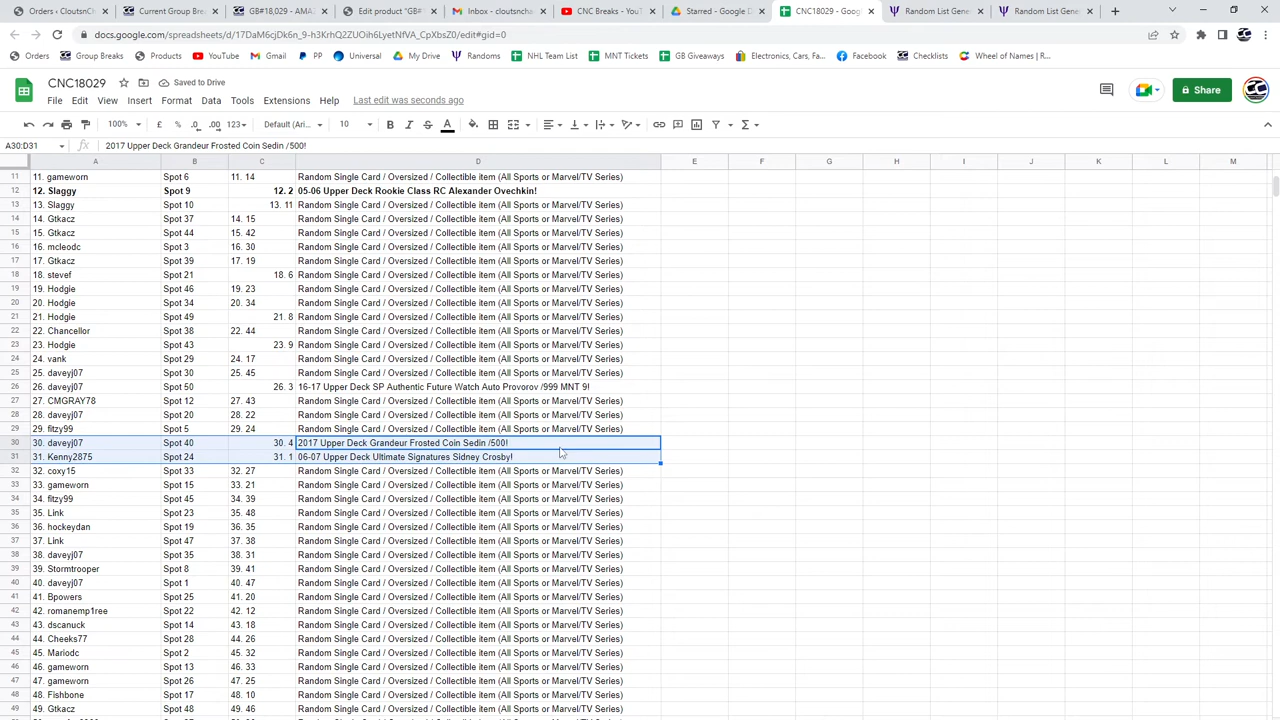 Orders < CloutsnCh
Current Group Break
GB#18,029 - AMA
Edit product "GB#
Inbox - cloutsnchar
CNC Breaks - YouT
Starred - Google D
CNC18029 - Goog
Random List Gene
Random List Gene
docs.google.com/spreadsheets/d/17DaM6cjDk6n_9-h3KrhQ2ZUOih6LyetNfVA_CpXbsZ0/edit#gid=0
Orders
Group Breaks
Products
YouTube
Gmail
PP
Universal
My Drive
Randoms
NHL Team List
MNT Tickets
GB Giveaways
Electronics, Cars, Fa...
Facebook
Checklists
Wheel of Names | R...
CNC18029
Saved to Drive
File Edit View Insert Format Data Tools Extensions Help Last edit was seconds ago
Share
100% £ % .0 .00 123 Default (Ari... 10
A30:D31 fx 2017 Upper Deck Grandeur Frosted Coin Sedin /500!
A B C D E F G H I J K L M
11 11. gameworn Spot 6 11. 14 Random Single Card / Oversized / Collectible item (All Sports or Marvel/TV Series)
12 12. Slaggy Spot 9 12. 2 05-06 Upper Deck Rookie Class RC Alexander Ovechkin!
13 13. Slaggy Spot 10 13. 11 Random Single Card / Oversized / Collectible item (All Sports or Marvel/TV Series)
14 14. Gtkacz Spot 37 14. 15 Random Single Card / Oversized / Collectible item (All Sports or Marvel/TV Series)
15 15. Gtkacz Spot 44 15. 42 Random Single Card / Oversized / Collectible item (All Sports or Marvel/TV Series)
16 16. mcleodc Spot 3 16. 30 Random Single Card / Oversized / Collectible item (All Sports or Marvel/TV Series)
17 17. Gtkacz Spot 39 17. 19 Random Single Card / Oversized / Collectible item (All Sports or Marvel/TV Series)
18 18. stevef Spot 21 18. 6 Random Single Card / Oversized / Collectible item (All Sports or Marvel/TV Series)
19 19. Hodgie Spot 46 19. 23 Random Single Card / Oversized / Collectible item (All Sports or Marvel/TV Series)
20 20. Hodgie Spot 34 20. 34 Random Single Card / Oversized / Collectible item (All Sports or Marvel/TV Series)
21 21. Hodgie Spot 49 21. 8 Random Single Card / Oversized / Collectible item (All Sports or Marvel/TV Series)
22 22. Chancellor Spot 38 22. 44 Random Single Card / Oversized / Collectible item (All Sports or Marvel/TV Series)
23 23. Hodgie Spot 43 23. 9 Random Single Card / Oversized / Collectible item (All Sports or Marvel/TV Series)
24 24. vank Spot 29 24. 17 Random Single Card / Oversized / Collectible item (All Sports or Marvel/TV Series)
25 25. daveyj07 Spot 30 25. 45 Random Single Card / Oversized / Collectible item (All Sports or Marvel/TV Series)
26 26. daveyj07 Spot 50 26. 3 16-17 Upper Deck SP Authentic Future Watch Auto Provorov /999 MNT 9!
27 27. CMGRAY78 Spot 12 27. 43 Random Single Card / Oversized / Collectible item (All Sports or Marvel/TV Series)
28 28. daveyj07 Spot 20 28. 22 Random Single Card / Oversized / Collectible item (All Sports or Marvel/TV Series)
29 29. fitzy99 Spot 5 29. 24 Random Single Card / Oversized / Collectible item (All Sports or Marvel/TV Series)
30 30. daveyj07 Spot 40 30. 4 2017 Upper Deck Grandeur Frosted Coin Sedin /500!
31 31. Kenny2875 Spot 24 31. 1 06-07 Upper Deck Ultimate Signatures Sidney Crosby!
32 32. coxy15 Spot 33 32. 27 Random Single Card / Oversized / Collectible item (All Sports or Marvel/TV Series)
33 33. gameworn Spot 15 33. 21 Random Single Card / Oversized / Collectible item (All Sports or Marvel/TV Series)
34 34. fitzy99 Spot 45 34. 39 Random Single Card / Oversized / Collectible item (All Sports or Marvel/TV Series)
35 35. Link Spot 23 35. 48 Random Single Card / Oversized / Collectible item (All Sports or Marvel/TV Series)
36 36. hockeydan Spot 19 36. 35 Random Single Card / Oversized / Collectible item (All Sports or Marvel/TV Series)
37 37. Link Spot 47 37. 38 Random Single Card / Oversized / Collectible item (All Sports or Marvel/TV Series)
38 38. daveyj07 Spot 35 38. 31 Random Single Card / Oversized / Collectible item (All Sports or Marvel/TV Series)
39 39. Stormtrooper Spot 8 39. 41 Random Single Card / Oversized / Collectible item (All Sports or Marvel/TV Series)
40 40. daveyj07 Spot 1 40. 47 Random Single Card / Oversized / Collectible item (All Sports or Marvel/TV Series)
41 41. Bpowers Spot 25 41. 20 Random Single Card / Oversized / Collectible item (All Sports or Marvel/TV Series)
42 42. romanemp1ree Spot 22 42. 12 Random Single Card / Oversized / Collectible item (All Sports or Marvel/TV Series)
43 43. dscanuck Spot 14 43. 18 Random Single Card / Oversized / Collectible item (All Sports or Marvel/TV Series)
44 44. Cheeks77 Spot 28 44. 26 Random Single Card / Oversized / Collectible item (All Sports or Marvel/TV Series)
45 45. Mariodc Spot 2 45. 32 Random Single Card / Oversized / Collectible item (All Sports or Marvel/TV Series)
46 46. gameworn Spot 13 46. 33 Random Single Card / Oversized / Collectible item (All Sports or Marvel/TV Series)
47 47. gameworn Spot 26 47. 25 Random Single Card / Oversized / Collectible item (All Sports or Marvel/TV Series)
48 48. Fishbone Spot 17 48. 10 Random Single Card / Oversized / Collectible item (All Sports or Marvel/TV Series)
49 49. Gtkacz Spot 48 49. 46 Random Single Card / Oversized / Collectible item (All Sports or Marvel/TV Series)